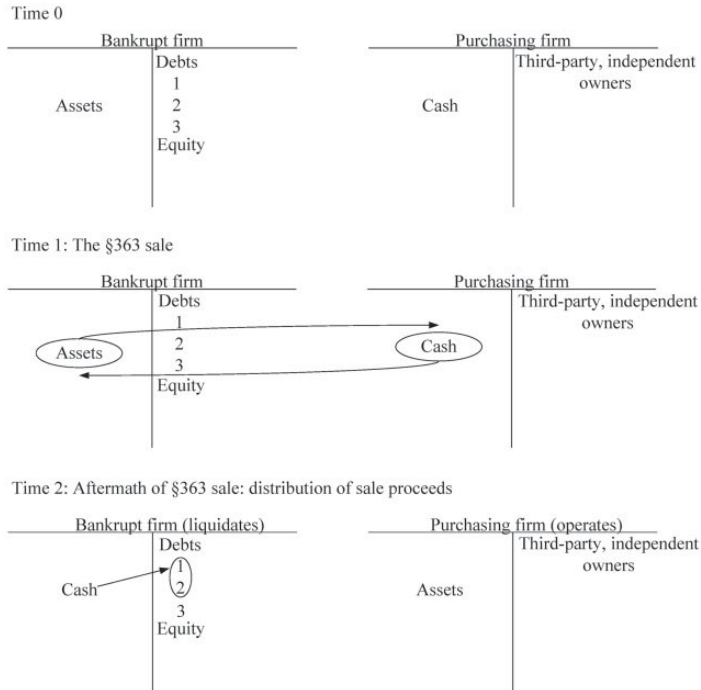 Time 0
Bankrupt firm
Purchasing firm
Debts
1
2
3
Equity
Assets
Cash
Third-party, independent
owners
Time 1: The §363 sale
Bankrupt firm
Purchasing firm
Debts
1
2
3
Equity
Assets
Cash
Third-party, independent
owners
Time 2: Aftermath of §363 sale: distribution of sale proceeds
Bankrupt firm (liquidates)
Purchasing firm (operates)
Debts
1
2
3
Equity
Cash
Assets
Third-party, independent
owners